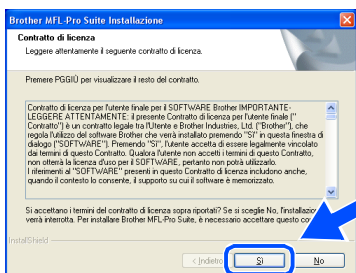 Brother MFL-Pro Suite Installazione
Contratto di licenza
Leggere attentamente il seguente contratto di licenza.
Premere PGGIÙ per visualizzare il resto del contratto.
Contratto di licenza per l'utente finale per il SOFTWARE Brother IMPORTANTE-
LEGGERE ATTENTAMENTE: il presente Contratto di licenza per l'utente finale ("
Contratto") è un contratto legale tra l'Utente e Brother Industries, Ltd. ("Brother"), che
regola l'utilizzo del software Brother che verrà installato premendo "Sì" in questa finestra di
dialogo ("SOFTWARE"). Premendo "Sì", l'utente accetta di essere legalmente vincolato
dai termini di questo Contratto. Qualora l'utente non accetti i termini di questo Contratto,
non otterrà la licenza d'uso per il SOFTWARE, pertanto non potrà utilizzarlo.
I riferimenti al "SOFTWARE" presenti in questo Contratto di licenza includono anche,
quando il contesto lo consente, il supporto su cui il software è memorizzato.
Si accettano i termini del contratto di licenza sopra riportati? Se si sceglie No, l'installazio
verrà interrotta. Per installare Brother MFL-Pro Suite, è necessario accettare questo con
InstallShield
< Indietro
Sì
No